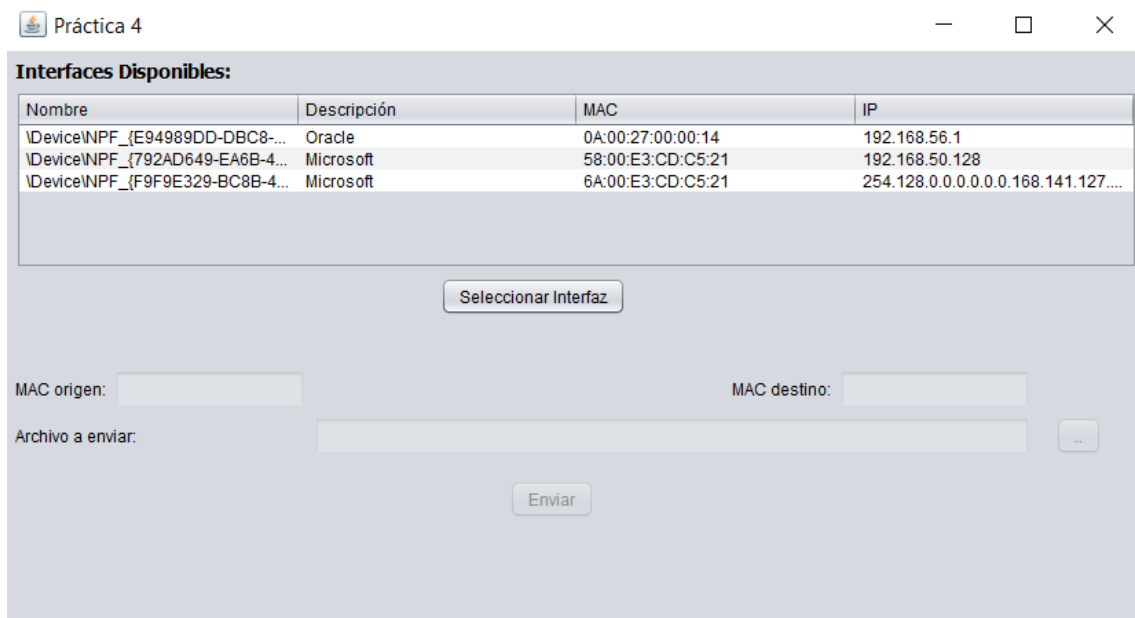 Práctica 4
Interfaces Disponibles:
Nombre Descripción MAC IP
\Device\NPF_{E94989DD-DBC8-... Oracle 0A:00:27:00:00:14 192.168.56.1
\Device\NPF_{792AD649-EA6B-4... Microsoft 58:00:E3:CD:C5:21 192.168.50.128
\Device\NPF_{F9F9E329-BC8B-4... Microsoft 6A:00:E3:CD:C5:21 254.128.0.0.0.0.0.0.168.141.127....
Seleccionar Interfaz
MAC origen: MAC destino:
Archivo a enviar: ..
Enviar